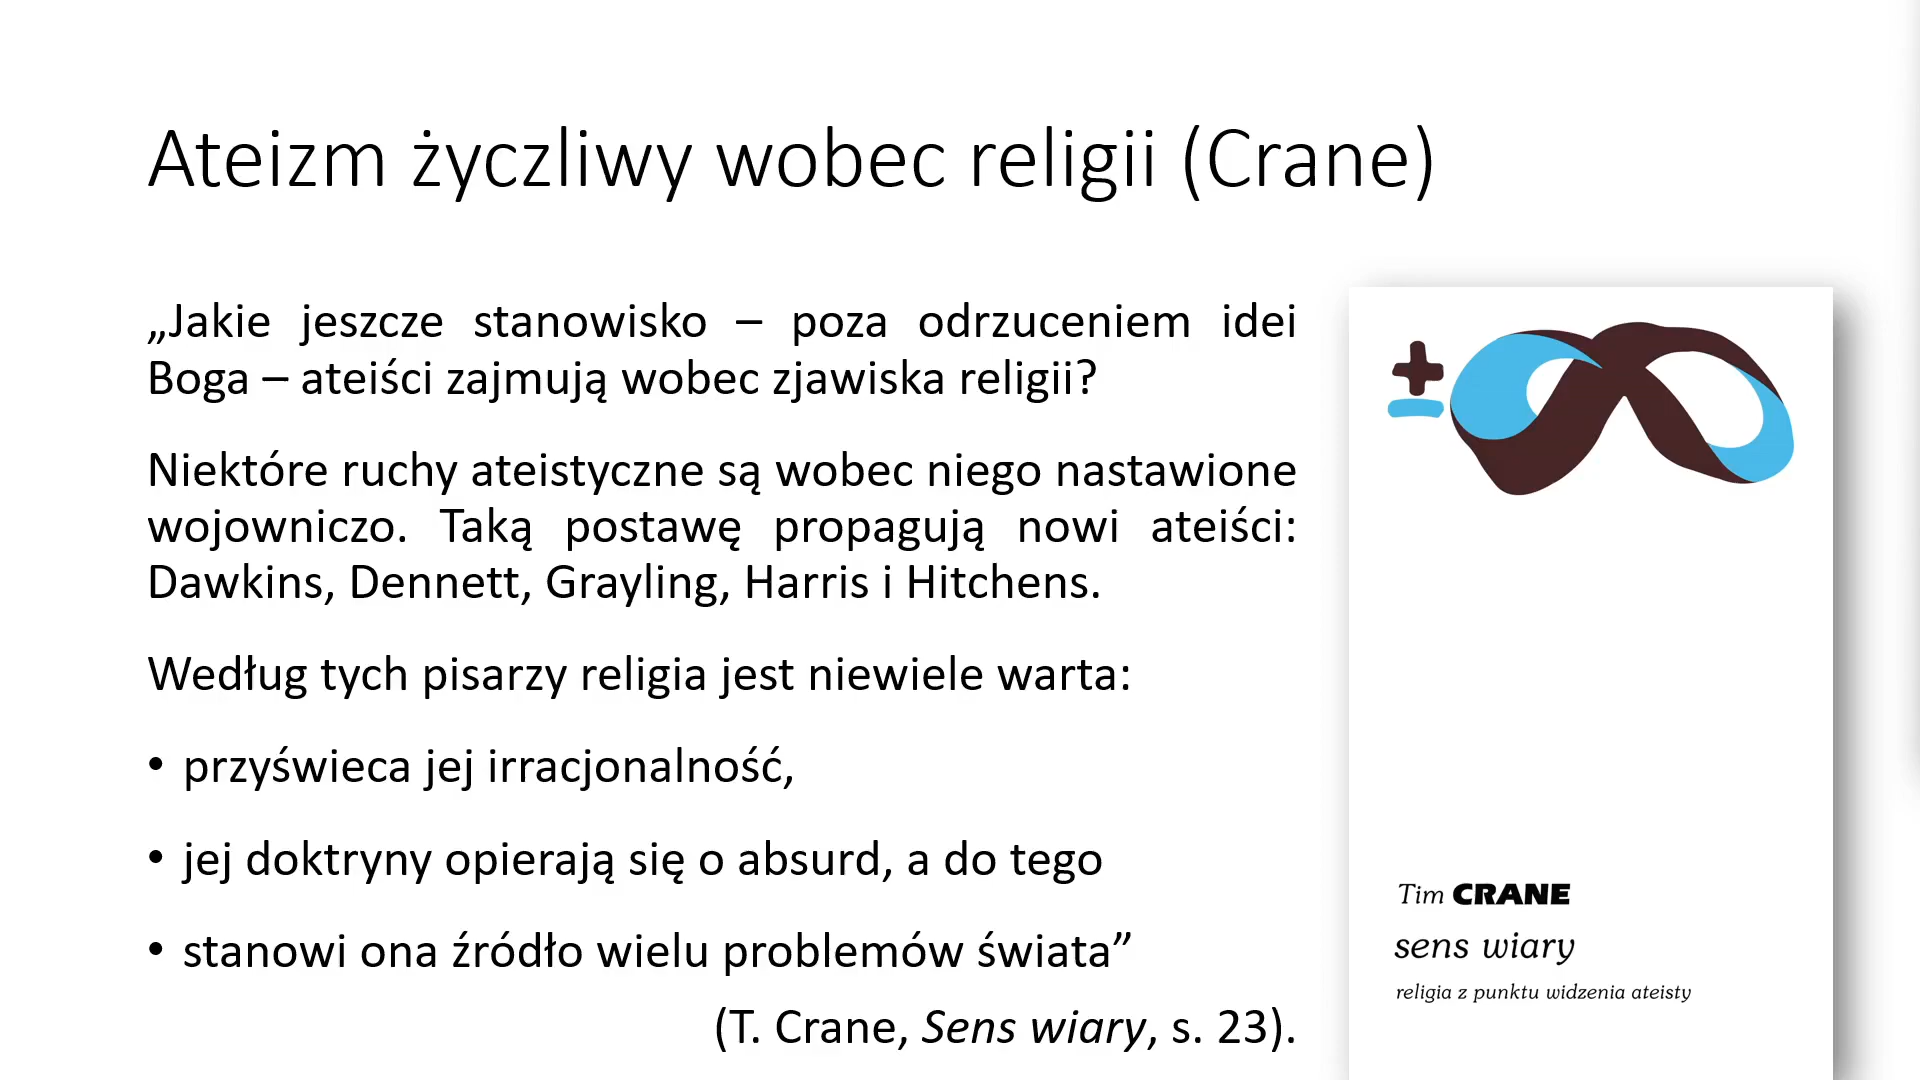 Ateizm życzliwy wobec religii (Crane)
„Jakie jeszcze stanowisko – poza odrzuceniem idei
Boga – ateiści zajmują wobec zjawiska religii?
Niektóre ruchy ateistyczne są wobec niego nastawione
wojowniczo. Taką postawę propagują nowi ateiści:
Dawkins, Dennett, Grayling, Harris i Hitchens.
Według tych pisarzy religia jest niewiele warta:
• przyświeca jej irracjonalność,
• jej doktryny opierają się o absurd, a do tego
• stanowi ona źródło wielu problemów świata”
(T. Crane, Sens wiary, s. 23).
±
Tim CRANE
sens wiary
religia z punktu widzenia ateisty